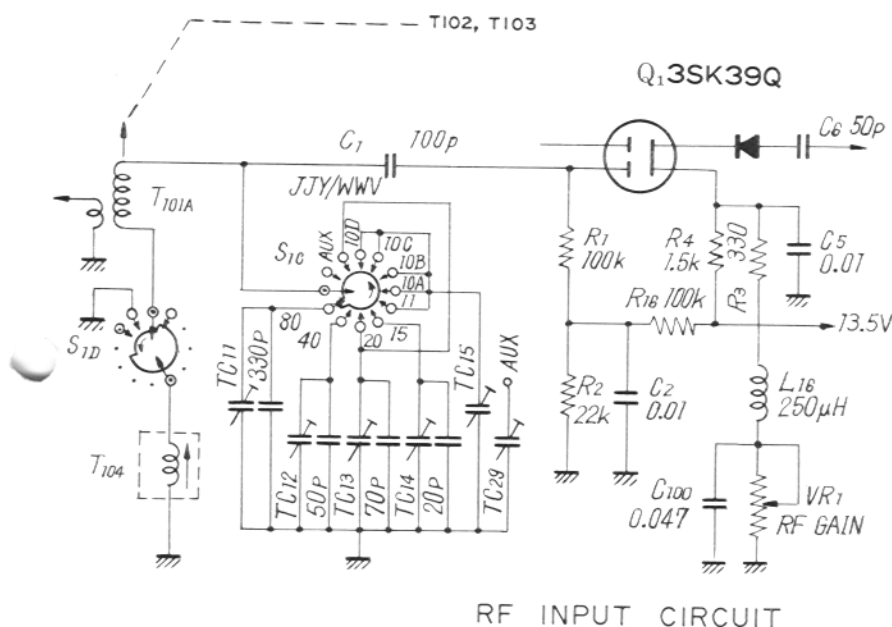 T102, T103
Q1 3SK39Q
C1 100p
C6 50p
JJY/WWV
T101A
S1C
AUX
10D
10C
10B
10A
11
15
20
40
80
R1
100k
R4
1.5k
330
R3
C5
0.01
R16 100k
13.5V
S1D
TC11
330P
TC15
AUX
R2
22k
C2
0.01
L16
250μH
T104
TC12
50P
TC13
70P
TC14
20P
TC29
C100
0.047
VR1
RF GAIN
RF INPUT CIRCUIT